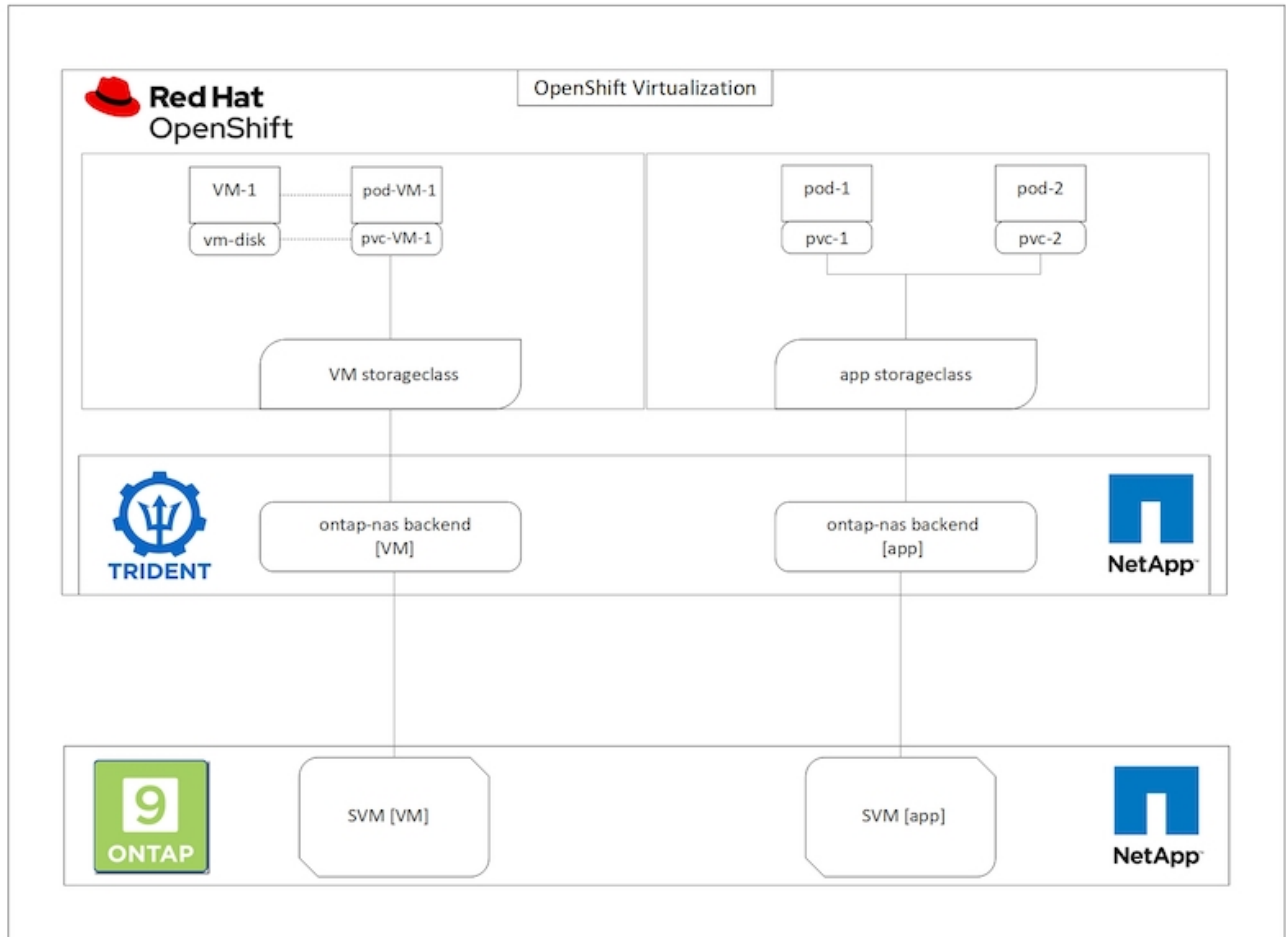 Red Hat
OpenShift
OpenShift Virtualization
VM-1
pod-VM-1
vm-disk
pvc-VM-1
pod-1
pod-2
pvc-1
pvc-2
VM storageclass
app storageclass
TRIDENT
ontap-nas backend
[VM]
ontap-nas backend
[app]
NetApp™
9
ONTAP
SVM [VM]
SVM [app]
NetApp™